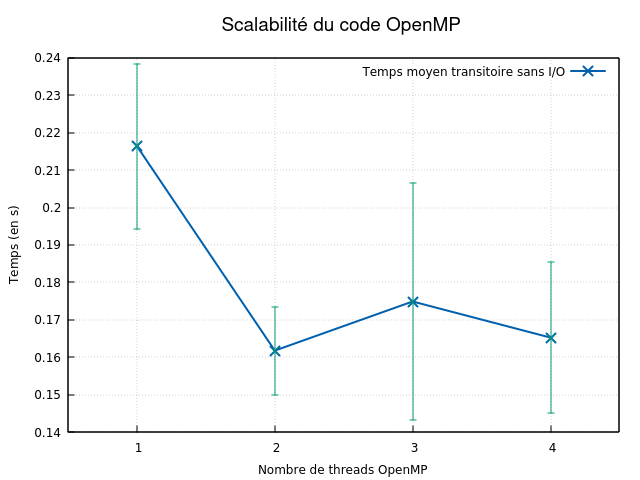 Scalabilité du code OpenMP
Temps moyen transitoire sans I/O
Temps (en s)
0.24
0.23
0.22
0.21
0.2
0.19
0.18
0.17
0.16
0.15
0.14
1 2 3 4
Nombre de threads OpenMP